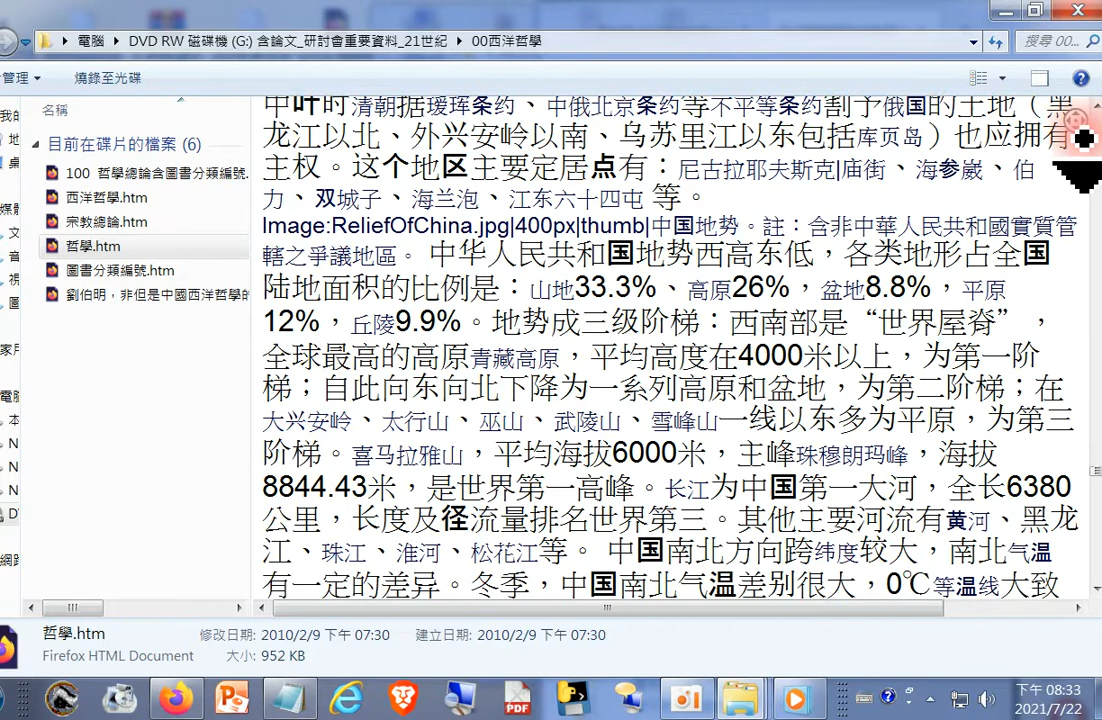 電腦 ▸ DVD RW 磁碟機 (G:) 含論文_研討會重要資料_21世紀 ▸ 00西洋哲學
搜尋 00...
管理 燒錄至光碟
名稱
目前在碟片的檔案 (6)
100 哲學總論含圖書分類編號.
西洋哲學.htm
宗教總論.htm
哲學.htm
圖書分類編號.htm
劉伯明，非但是中國西洋哲學的
中叶时清朝据瑷珲条约、中俄北京条约等不平等条约割予俄国的土地（黑
龙江以北、外兴安岭以南、乌苏里江以东包括库页岛）也应拥有
主权。这个地区主要定居点有：尼古拉耶夫斯克|庙街、海参崴、伯
力、双城子、海兰泡、江东六十四屯 等。
Image:ReliefOfChina.jpg|400px|thumb|中国地势。註：含非中華人民共和國實質管
轄之爭議地區。 中华人民共和国地势西高东低，各类地形占全国
陆地面积的比例是：山地33.3%、高原26%，盆地8.8%，平原
12%，丘陵9.9%。地势成三级阶梯：西南部是“世界屋脊”，
全球最高的高原青藏高原，平均高度在4000米以上，为第一阶
梯；自此向东向北下降为一系列高原和盆地，为第二阶梯；在
大兴安岭、太行山、巫山、武陵山、雪峰山一线以东多为平原，为第三
阶梯。喜马拉雅山，平均海拔6000米，主峰珠穆朗玛峰，海拔
8844.43米，是世界第一高峰。长江为中国第一大河，全长6380
公里，长度及径流量排名世界第三。其他主要河流有黄河、黑龙
江、珠江、淮河、松花江等。 中国南北方向跨纬度较大，南北气温
有一定的差异。冬季，中国南北气温差别很大，0℃等温线大致
哲學.htm 修改日期: 2010/2/9 下午 07:30 建立日期: 2010/2/9 下午 07:30
Firefox HTML Document 大小: 952 KB
下午 08:33
2021/7/22